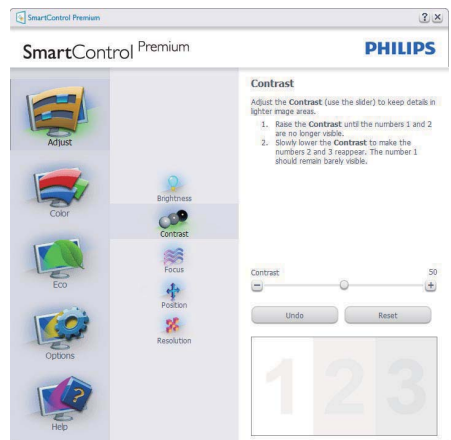 SmartControl Premium
? ×
SmartControl Premium
PHILIPS
Adjust
Color
Eco
Options
Help
Brightness
Contrast
Focus
Position
Resolution
Contrast
Adjust the Contrast (use the slider) to keep details in
lighter image areas.
1. Raise the Contrast until the numbers 1 and 2
are no longer visible.
2. Slowly lower the Contrast to make the
numbers 2 and 3 reappear. The number 1
should remain barely visible.
Contrast 50
Undo Reset
1 2 3